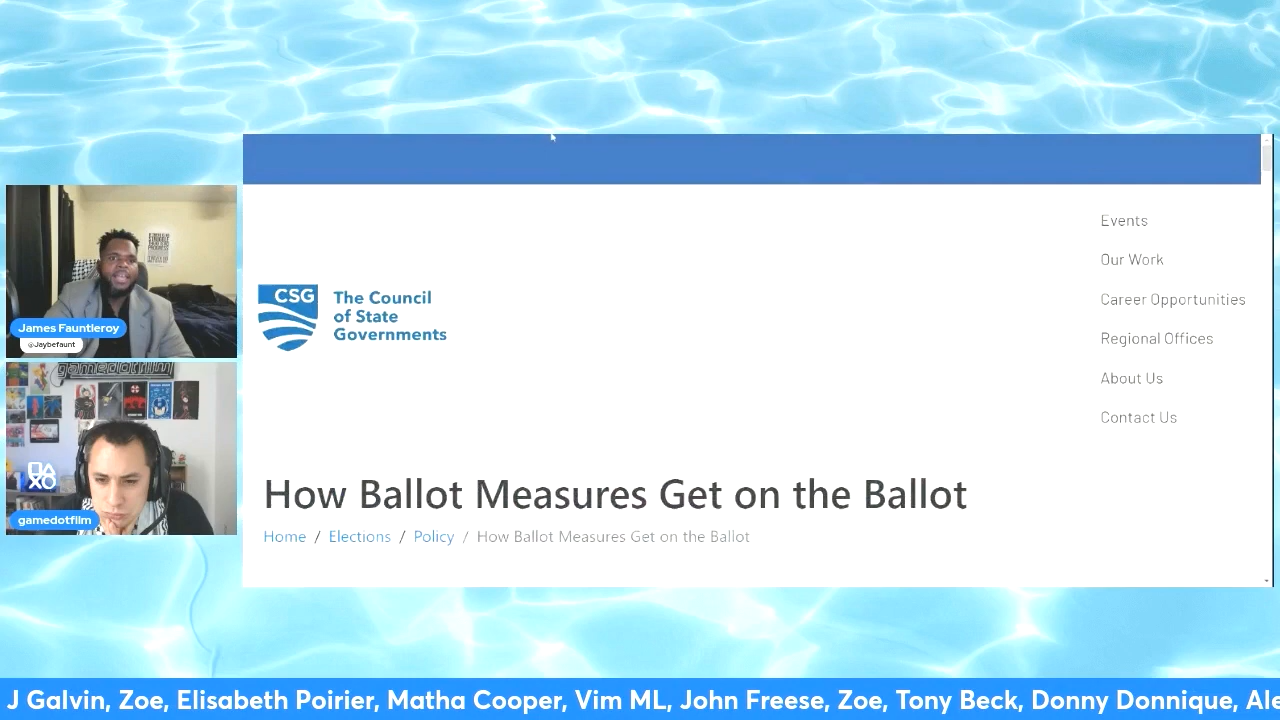 Events
Our Work
Career Opportunities
Regional Offices
About Us
Contact Us
CSG
The Council
of State
Governments
How Ballot Measures Get on the Ballot
Home / Elections / Policy / How Ballot Measures Get on the Ballot
James Fauntleroy
@Jaybefaunt
gamedotfilm
gamedotfilm
J Galvin, Zoe, Elisabeth Poirier, Matha Cooper, Vim ML, John Freese, Zoe, Tony Beck, Donny Donnique, Ale